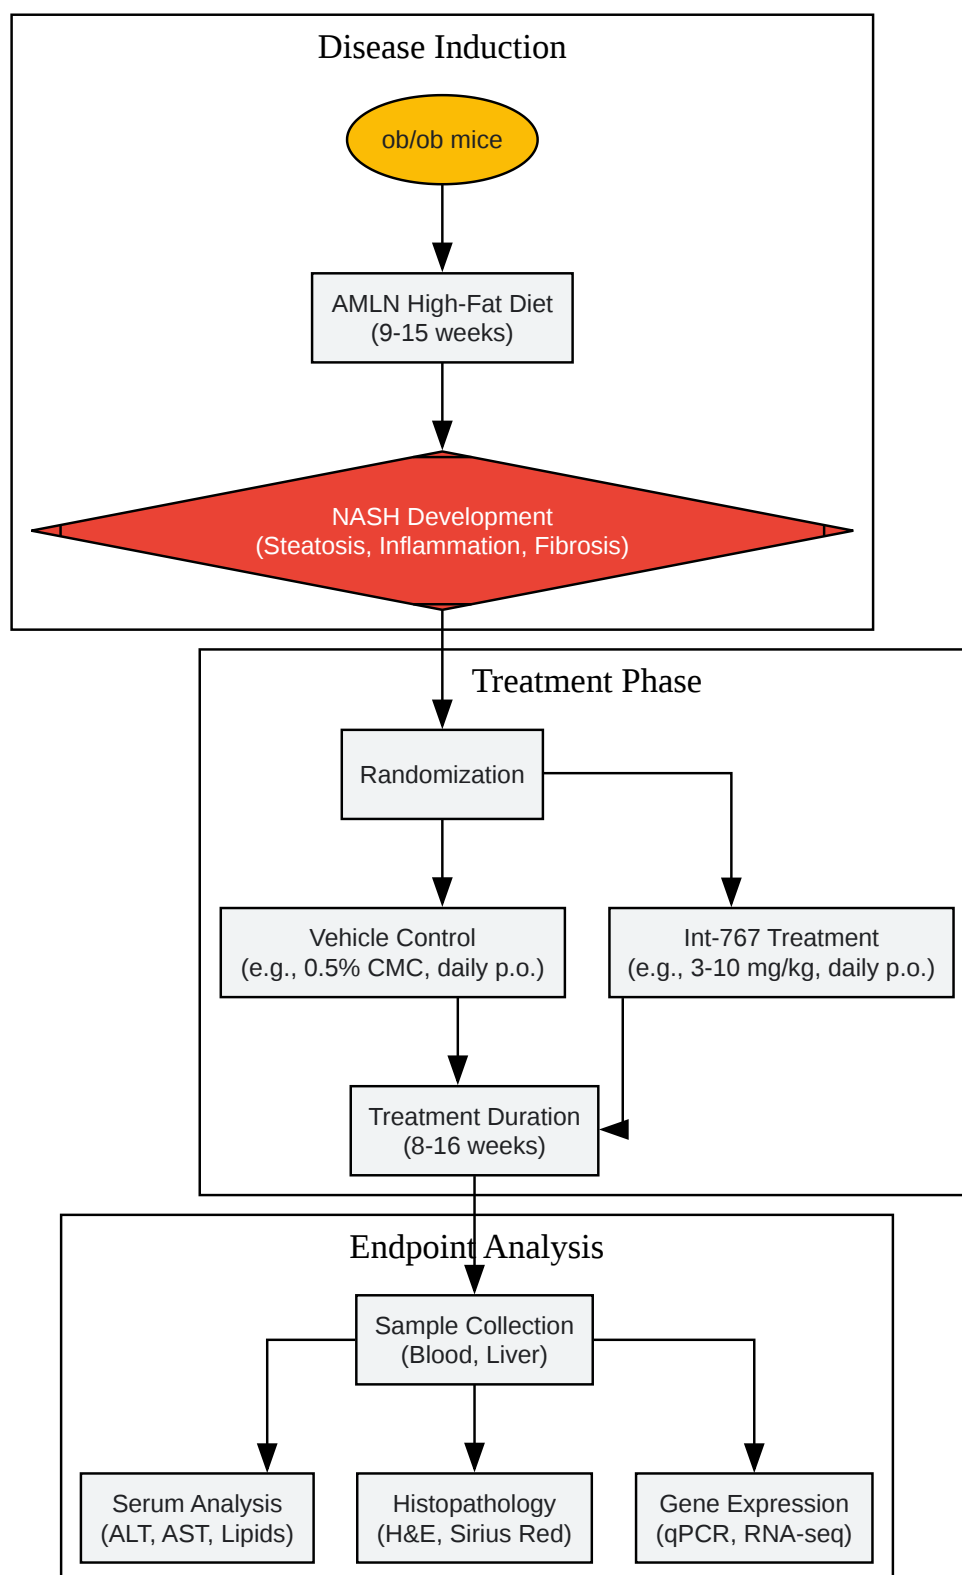 Disease Induction
ob/ob mice
AMLN High-Fat Diet
(9-15 weeks)
NASH Development
(Steatosis, Inflammation, Fibrosis)
Treatment Phase
Randomization
Vehicle Control
(e.g., 0.5% CMC, daily p.o.)
Int-767 Treatment
(e.g., 3-10 mg/kg, daily p.o.)
Treatment Duration
(8-16 weeks)
Endpoint Analysis
Sample Collection
(Blood, Liver)
Serum Analysis
(ALT, AST, Lipids)
Histopathology
(H&E, Sirius Red)
Gene Expression
(qPCR, RNA-seq)